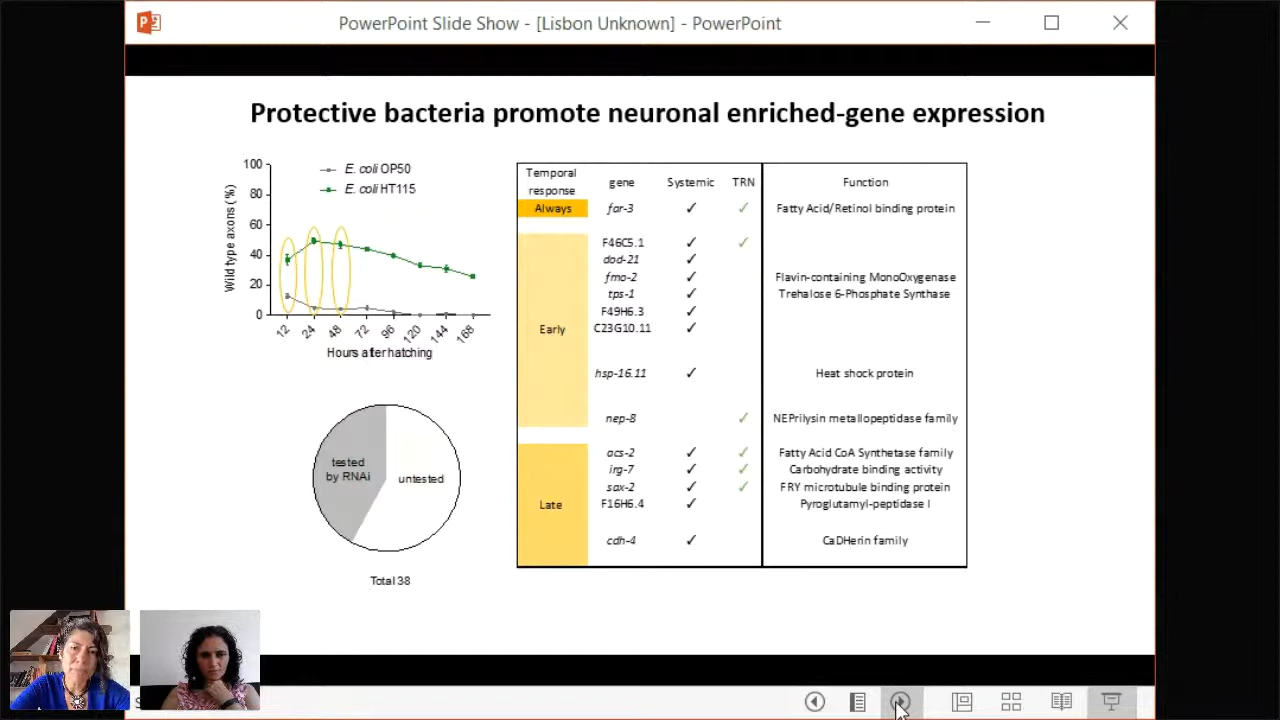 PowerPoint Slide Show - [Lisbon Unknown] - PowerPoint
Protective bacteria promote neuronal enriched-gene expression
100
80
60
40
20
0
Wild type axons (%)
E. coli OP50
E. coli HT115
12 24 48 72 96 120 144 168
Hours after hatching
tested
by RNAi
untested
Total 38
Temporal response gene Systemic TRN Function
Always far-3 ✓ ✓ Fatty Acid/Retinol binding protein
Early
F46C5.1 ✓ ✓
dod-21 ✓
fmo-2 ✓ Flavin-containing MonoOxygenase
tps-1 ✓ Trehalose 6-Phosphate Synthase
F49H6.3 ✓
C23G10.11 ✓
hsp-16.11 ✓ Heat shock protein
nep-8 ✓ NEPrilysin metallopeptidase family
Late
acs-2 ✓ ✓ Fatty Acid CoA Synthetase family
irg-7 ✓ ✓ Carbohydrate binding activity
sax-2 ✓ ✓ FRY microtubule binding protein
F16H6.4 ✓ Pyroglutamyl-peptidase I
cdh-4 ✓ CaDHerin family